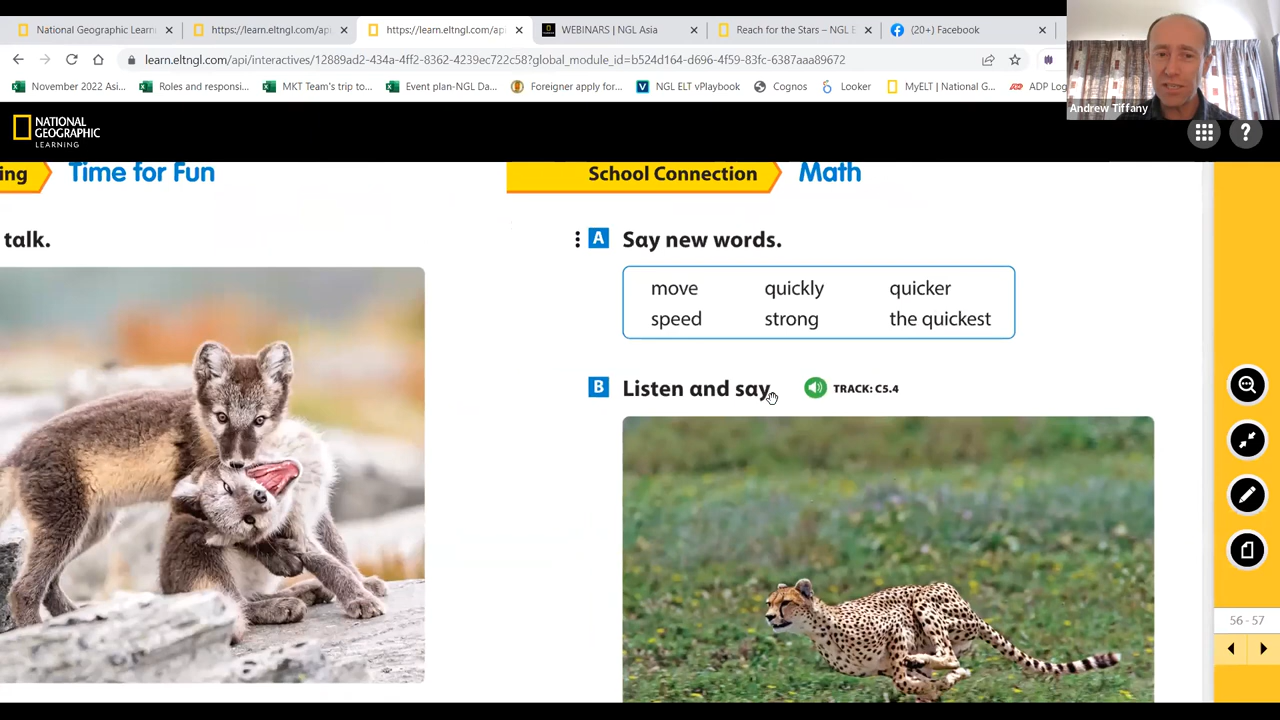 National Geographic Learn
https://learn.eltngl.com/api
https://learn.eltngl.com/api
WEBINARS | NGL Asia
Reach for the Stars – NGL E
(20+) Facebook
learn.eltngl.com/api/interactives/12889ad2-434a-4ff2-8362-4231c722c58?global_module_id=b524d164-d696-4f59-83fc-6387aaa89672
November 2022 Asi...
Roles and responsi...
MKT Team's trip to...
Event plan-NGL Da...
Foreigner apply for...
NGL ELT vPlaybook
Cognos
Looker
MyELT | National G...
ADP Log
Andrew Tiffany
NATIONAL
GEOGRAPHIC
LEARNING
?
ing
Time for Fun
School Connection
Math
talk.
A Say new words.
move quickly quicker
speed strong the quickest
B Listen and say. TRACK: C5.4
56 - 57